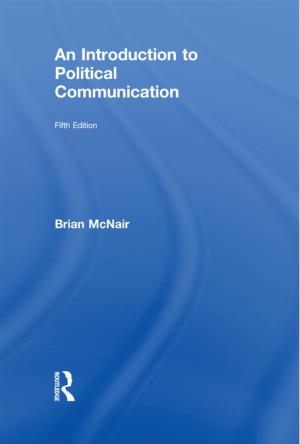 An Introduction to
Political
Communication
Fifth Edition
Brian McNair
ROUTLEDGE